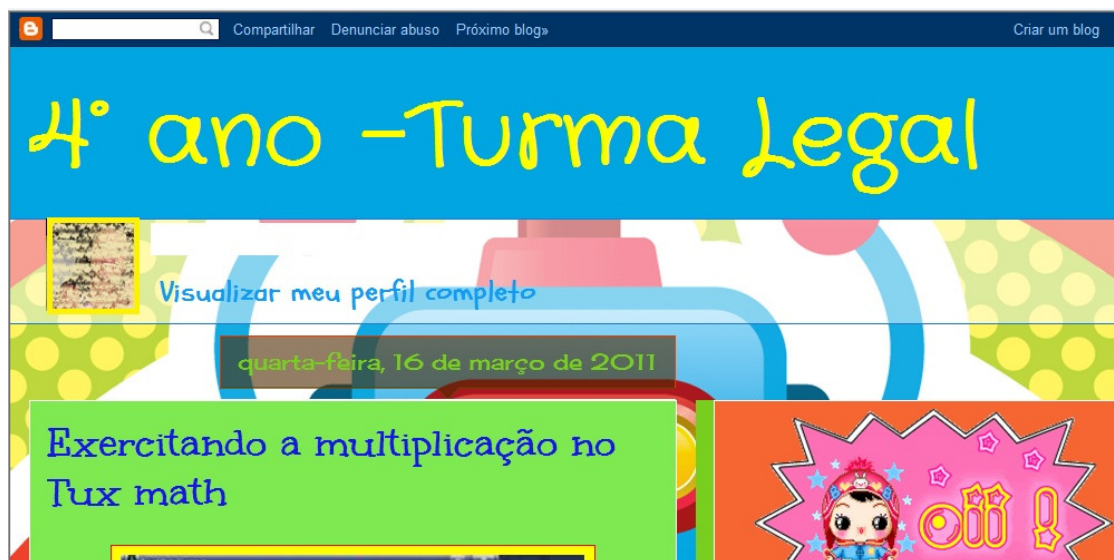 Compartilhar Denunciar abuso Próximo blog» Criar um blog
4° ano -Turma Legal
Visualizar meu perfil completo
quarta-feira, 16 de março de 2011
Exercitando a multiplicação no
Tux math
oii !